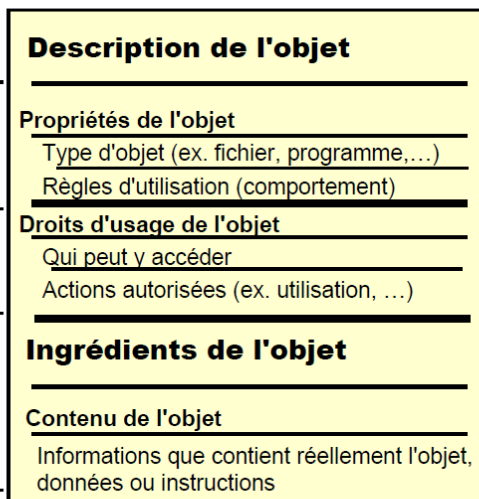 Description de l'objet
Propriétés de l'objet
Type d'objet (ex. fichier, programme,...)
Règles d'utilisation (comportement)
Droits d'usage de l'objet
Qui peut y accéder
Actions autorisées (ex. utilisation, ...)
Ingrédients de l'objet
Contenu de l'objet
Informations que contient réellement l'objet,
données ou instructions